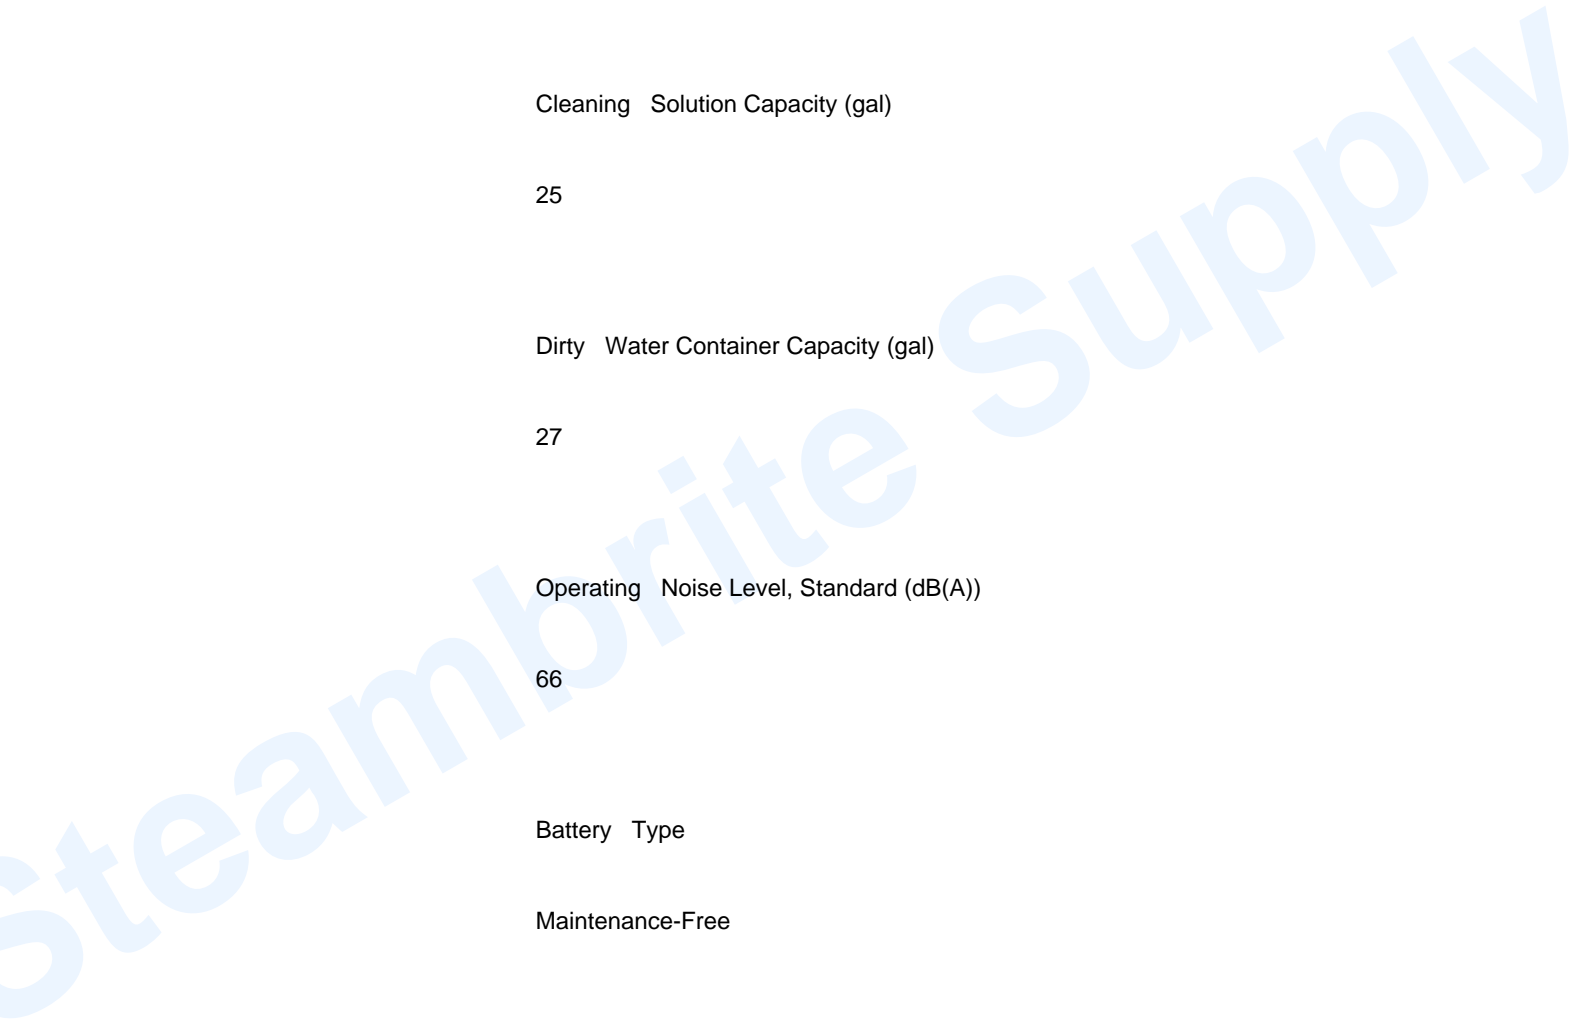 Cleaning   Solution Capacity (gal)
25
Dirty   Water Container Capacity (gal)
27
Operating   Noise Level, Standard (dB(A))
66
Battery   Type
Maintenance-Free
Steambrite Supply